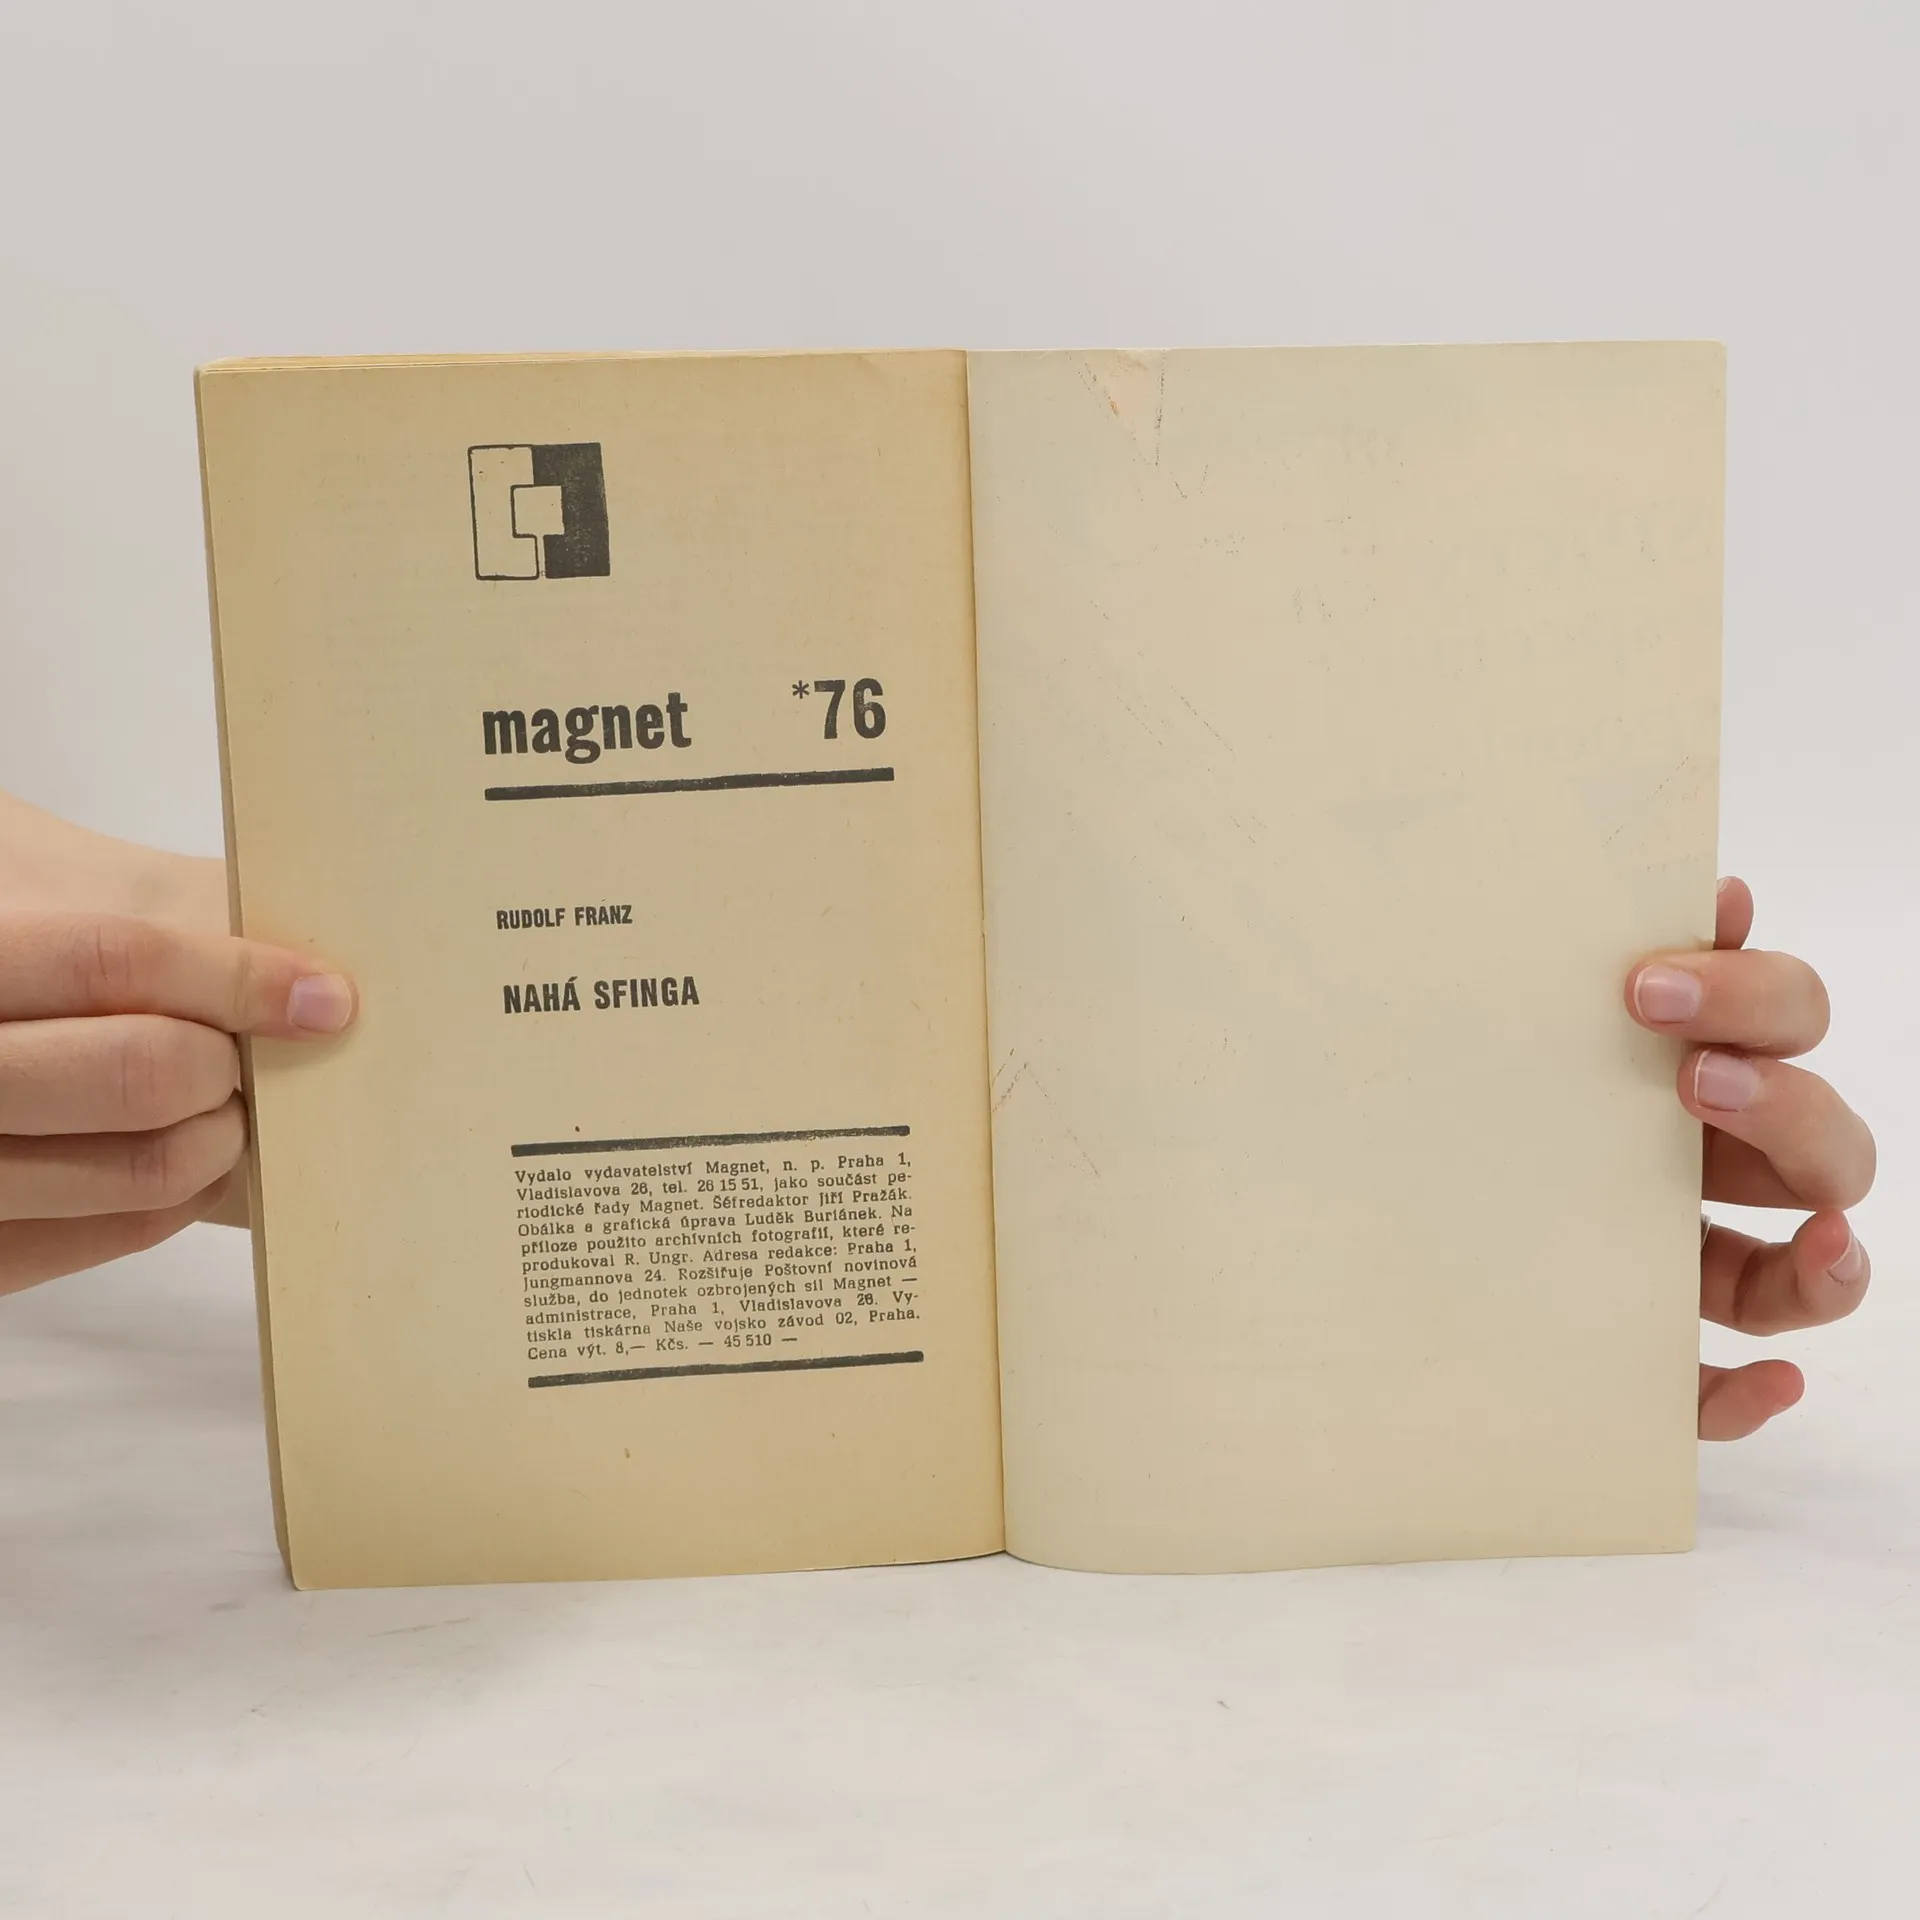 magnet *76
RUDOLF FRANZ
NAHÁ SFINGA
Vydalo vydavatelství Magnet, n. p. Praha 1,
Vladislavova 26, tel. 26 15 51, jako součást pe-
riodické řady Magnet. Šéfredaktor Jiří Pražák.
Obálka a grafická úprava Luděk Buriánek. Na
příloze použito archívních fotografií, které re-
produkoval R. Ungr. Adresa redakce: Praha 1,
Jungmannova 24. Rozšiřuje Poštovní novinová
služba, do jednotek ozbrojených sil Magnet —
administrace, Praha 1, Vladislavova 26. Vy-
tiskla tiskárna Naše vojsko závod 02, Praha.
Cena výt. 8,— Kčs. — 45 510 —